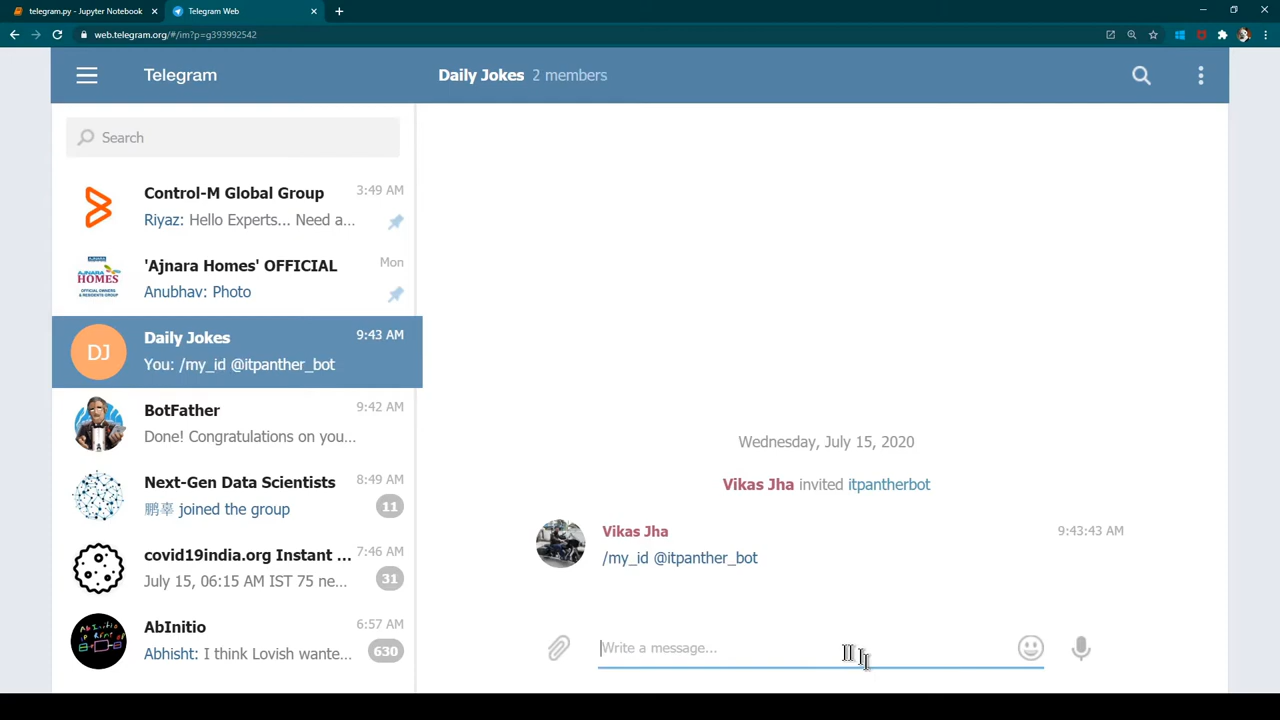 telegram.py - Jupyter Notebook
Telegram Web
web.telegram.org/#/im?p=g393992542
Telegram
Daily Jokes 2 members
Search
Control-M Global Group 3:49 AM
Riyaz: Hello Experts... Need a...
'Ajnara Homes' OFFICIAL Mon
Anubhav: Photo
AJNARA
HOMES
DJ
Daily Jokes 9:43 AM
You: /my_id @itpanther_bot
BotFather 9:42 AM
Done! Congratulations on you...
Next-Gen Data Scientists 8:49 AM
鹏辜 joined the group 11
covid19india.org Instant ... 7:46 AM
July 15, 06:15 AM IST 75 ne... 31
AbInitio 6:57 AM
Abhisht: I think Lovish wante... 630
Wednesday, July 15, 2020
Vikas Jha invited itpantherbot
Vikas Jha 9:43:43 AM
/my_id @itpanther_bot
Write a message...